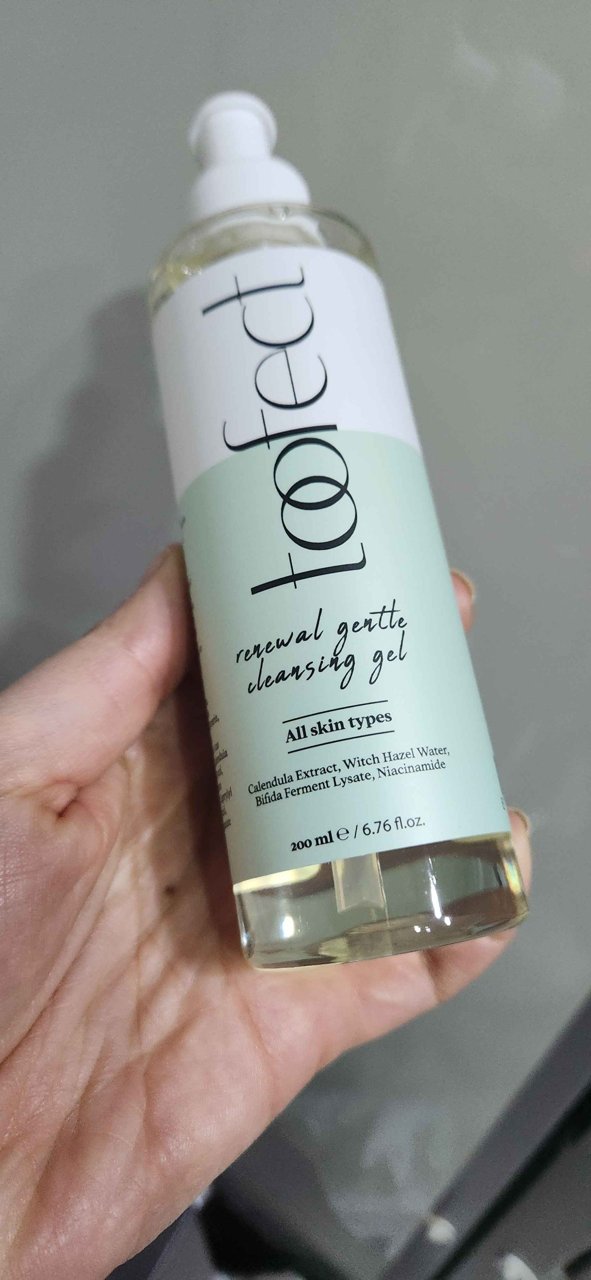 toofect
renewal gentle
cleansing gel
All skin types
Calendula Extract, Witch Hazel Water,
Bifida Ferment Lysate, Niacinamide
200 ml ℮ / 6.76 fl.oz.